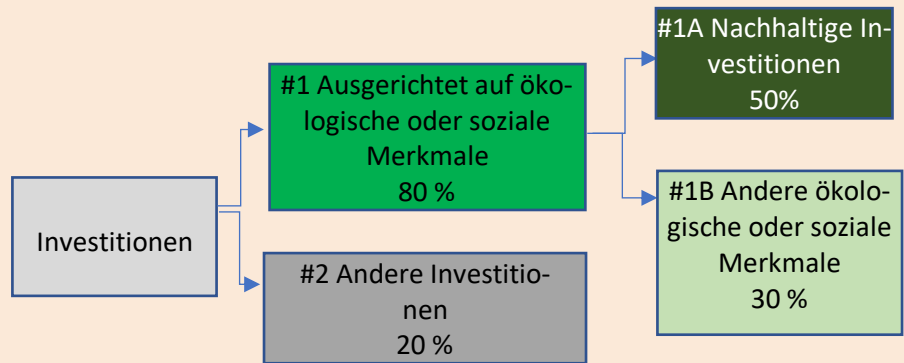 #1A Nachhaltige In-
vestitionen
50%
#1 Ausgerichtet auf öko-
logische oder soziale
Merkmale
80 %
#1B Andere ökolo-
gische oder soziale
Merkmale
30 %
Investitionen
#2 Andere Investitio-
nen
20 %